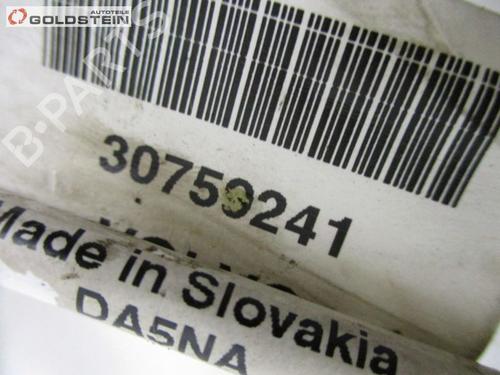 AUTOTEILE
GOLDSTEIN
B-PARTS
30759241
Made in Slovakia
DA5NA